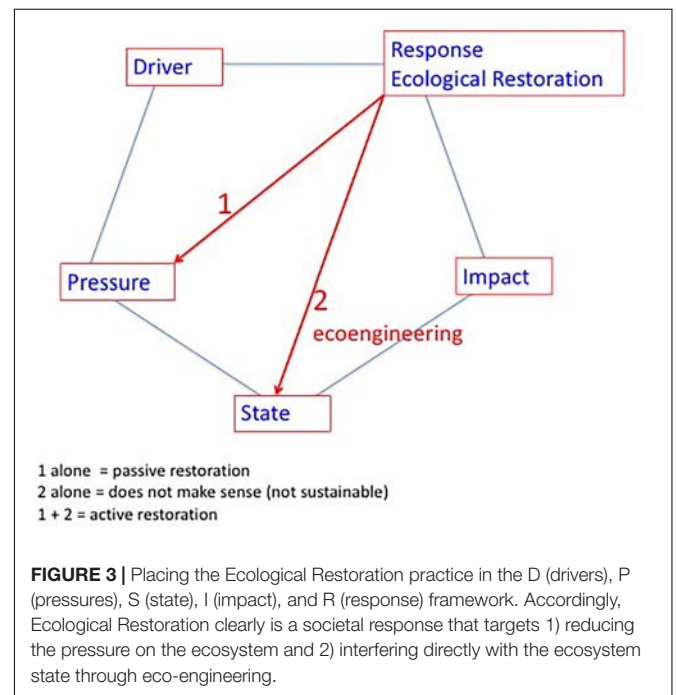 Driver
Response
Ecological Restoration
1
Pressure
Impact
2
ecoengineering
State
1 alone = passive restoration
2 alone = does not make sense (not sustainable)
1 + 2 = active restoration
FIGURE 3 | Placing the Ecological Restoration practice in the D (drivers), P
(pressures), S (state), I (impact), and R (response) framework. Accordingly,
Ecological Restoration clearly is a societal response that targets 1) reducing
the pressure on the ecosystem and 2) interfering directly with the ecosystem
state through eco-engineering.